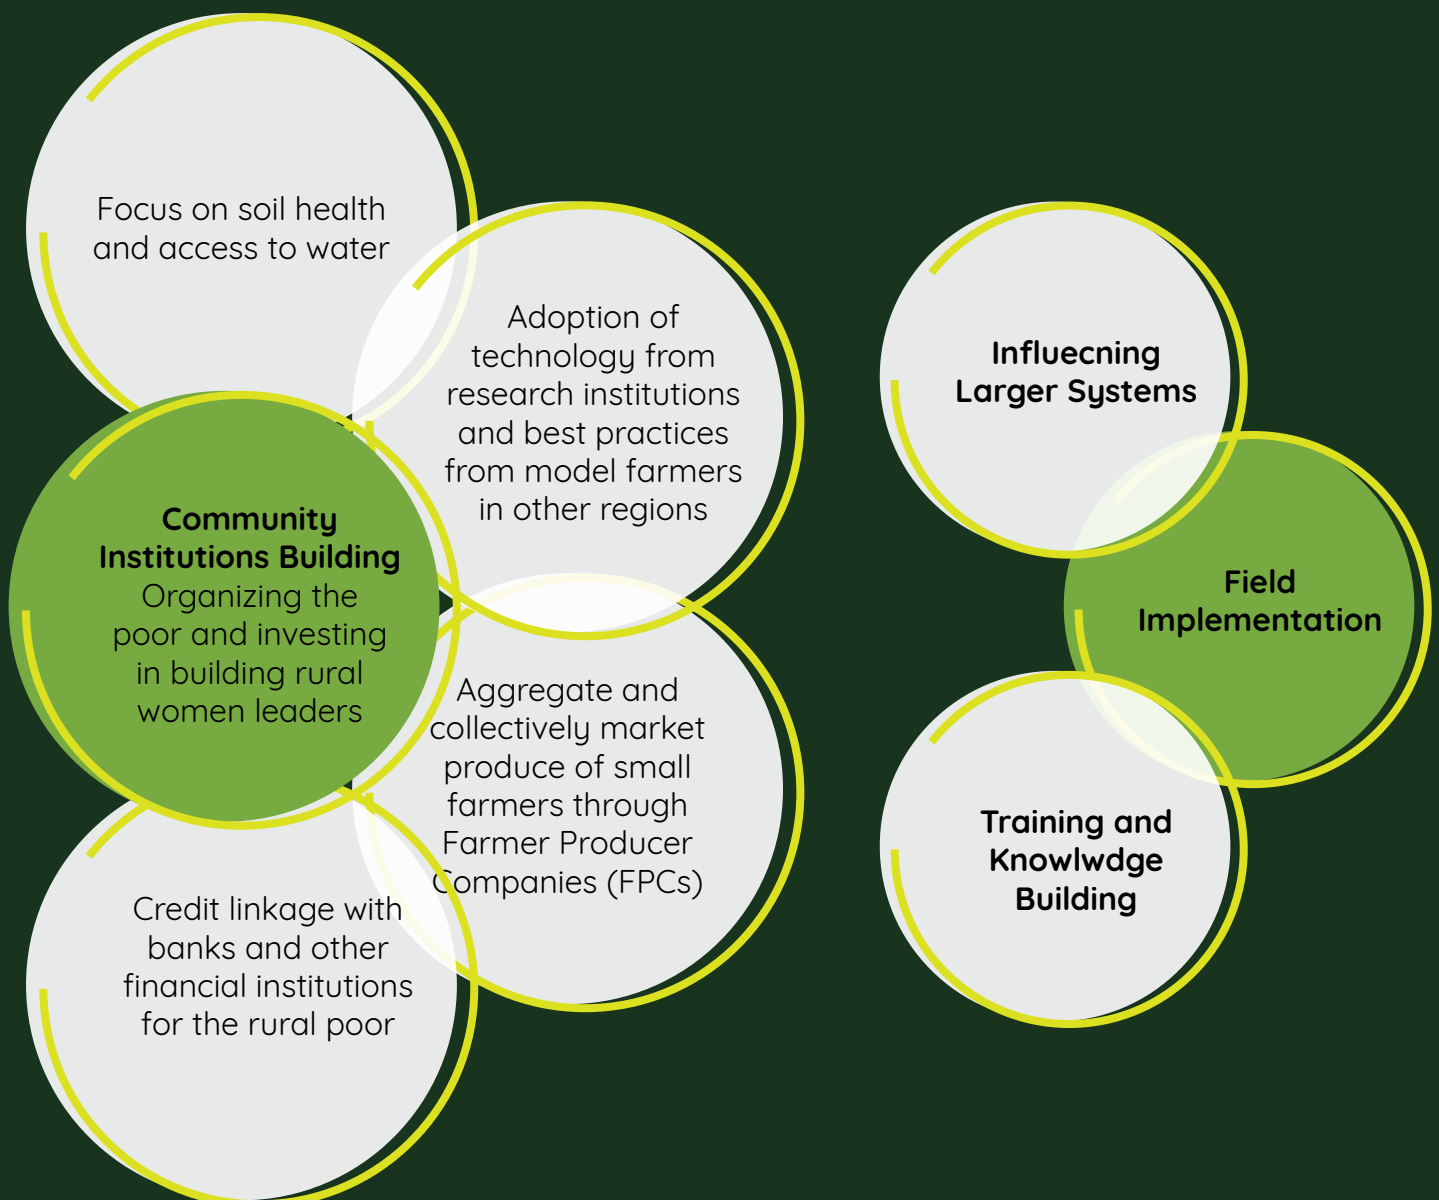 Focus on soil health
and access to water
Adoption of
technology from
research institutions
and best practices
from model farmers
in other regions
Community
Institutions Building
Organizing the
poor and investing
in building rural
women leaders
Aggregate and
collectively market
produce of small
farmers through
Farmer Producer
Companies (FPCs)
Credit linkage with
banks and other
financial institutions
for the rural poor
Influecning
Larger Systems
Field
Implementation
Training and
Knowlwdge
Building